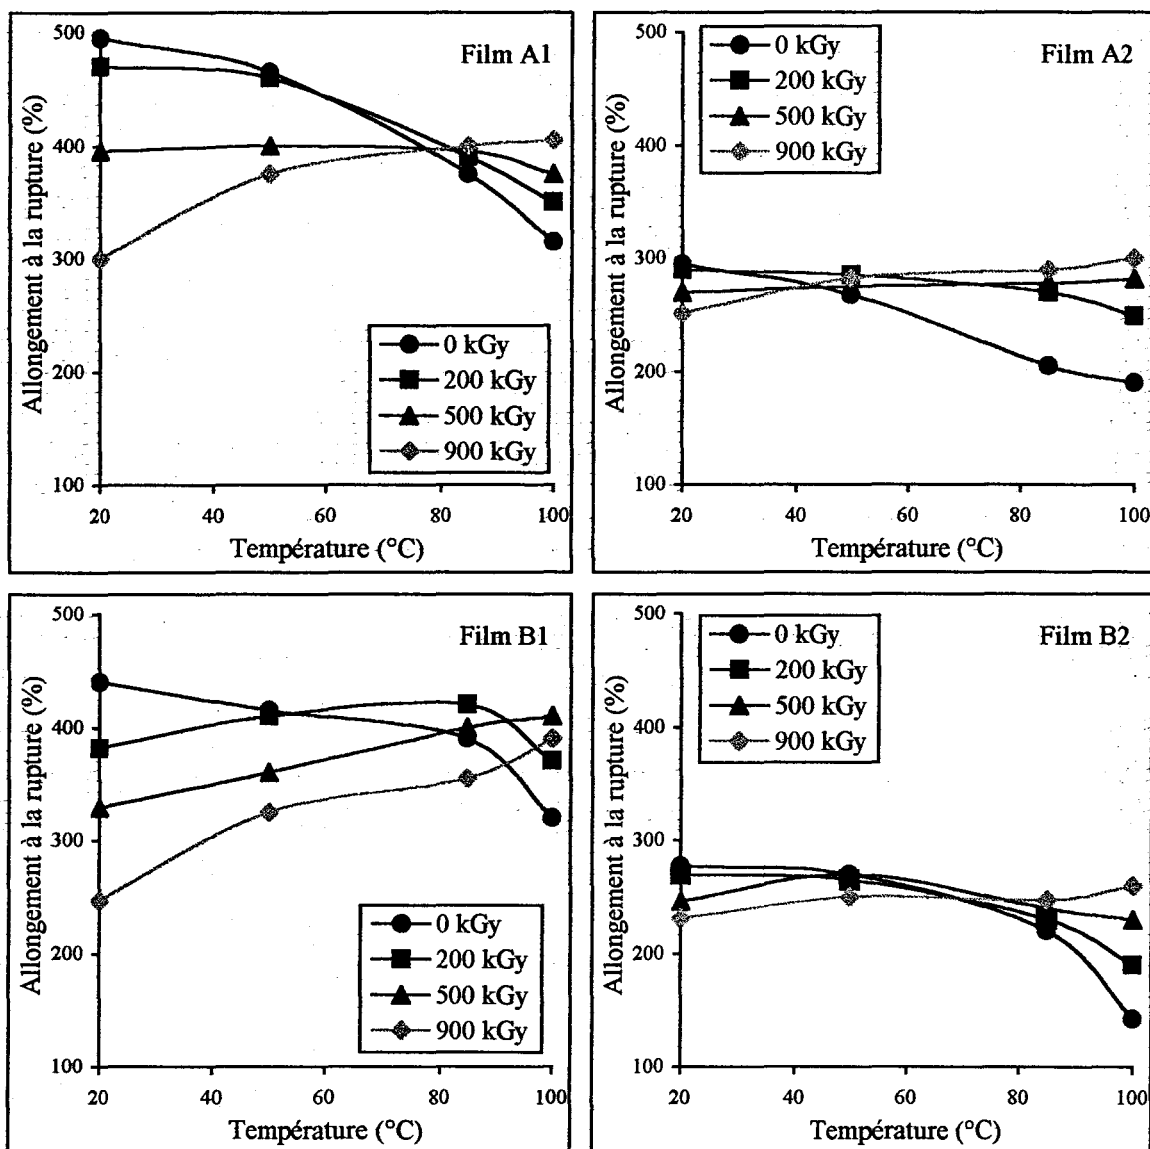 Film A1
Allongement à la rupture (%)
500
400
300
200
100
0 kGy
200 kGy
500 kGy
900 kGy
20
40
60
80
100
Température (°C)
Film A2
Allongement à la rupture (%)
500
400
300
200
100
0 kGy
200 kGy
500 kGy
900 kGy
20
40
60
80
100
Température (°C)
Film B1
Allongement à la rupture (%)
500
400
300
200
100
0 kGy
200 kGy
500 kGy
900 kGy
20
40
60
80
100
Température (°C)
Film B2
Allongement à la rupture (%)
500
400
300
200
100
0 kGy
200 kGy
500 kGy
900 kGy
20
40
60
80
100
Température (°C)